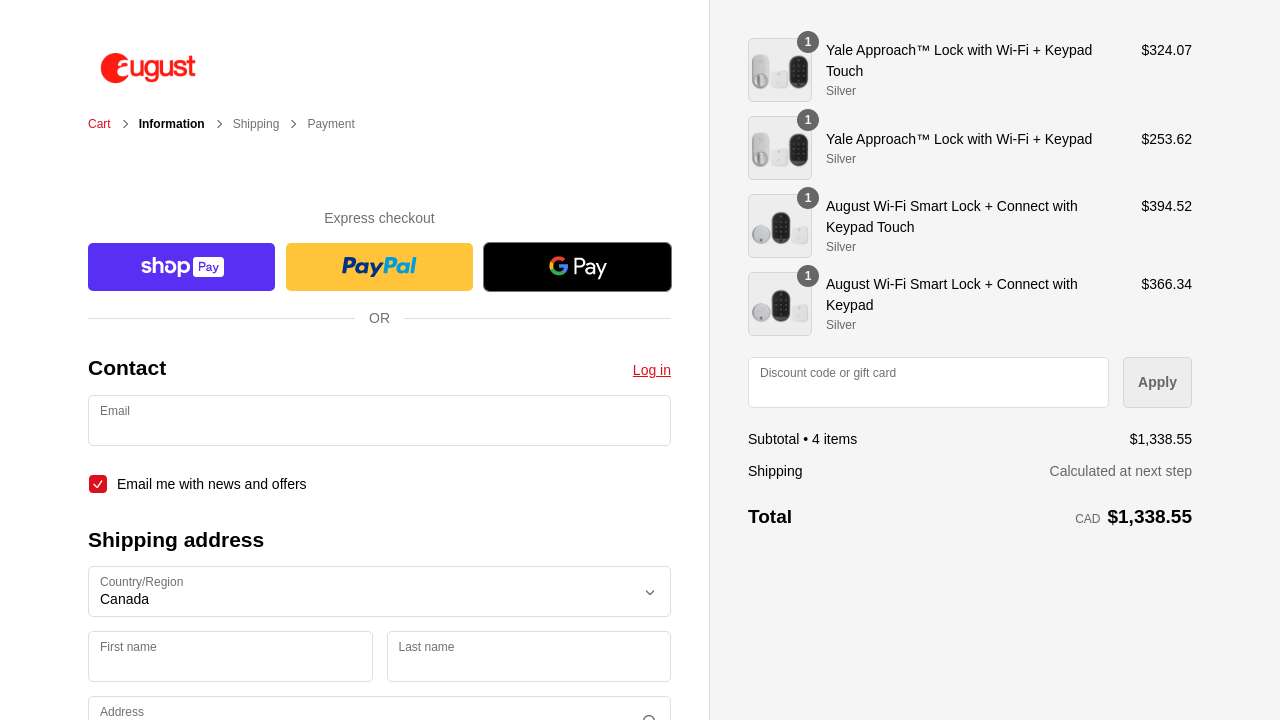 august
Cart > Information > Shipping > Payment
Express checkout
shop Pay
PayPal
G Pay
OR
Contact
Log in
Email
Email me with news and offers
Shipping address
Country/Region
Canada
First name
Last name
Address
1
Yale Approach™ Lock with Wi-Fi + Keypad
Touch
Silver
$324.07
1
Yale Approach™ Lock with Wi-Fi + Keypad
Silver
$253.62
1
August Wi-Fi Smart Lock + Connect with
Keypad Touch
Silver
$394.52
1
August Wi-Fi Smart Lock + Connect with
Keypad
Silver
$366.34
Discount code or gift card
Apply
Subtotal • 4 items
$1,338.55
Shipping
Calculated at next step
Total
CAD $1,338.55